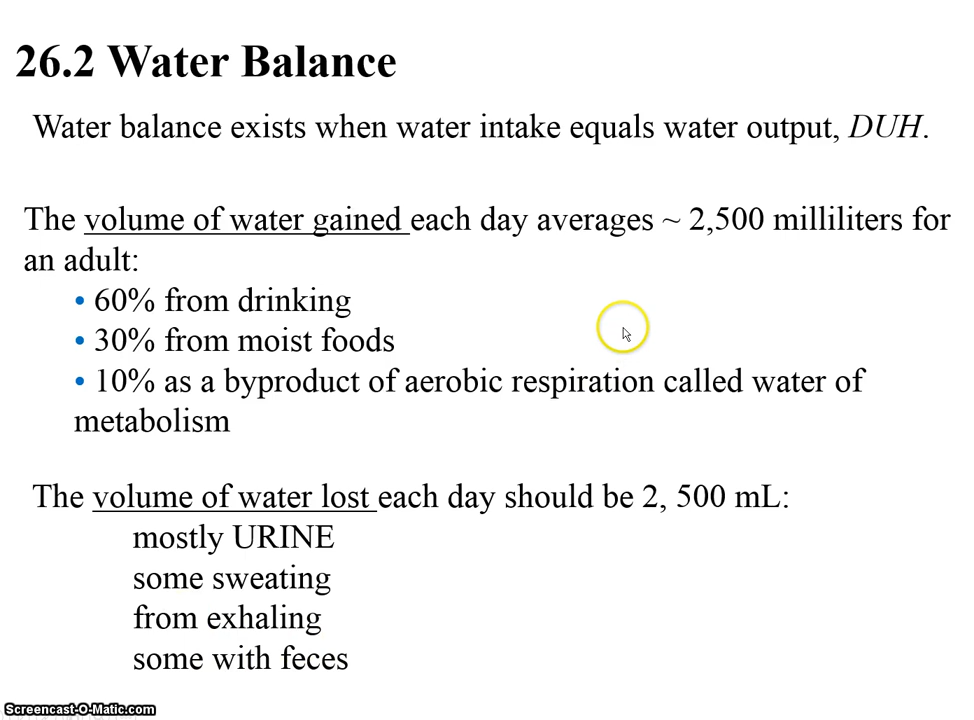 26.2 Water Balance
Water balance exists when water intake equals water output, DUH.
The volume of water gained each day averages ~ 2,500 milliliters for
an adult:
• 60% from drinking
• 30% from moist foods
• 10% as a byproduct of aerobic respiration called water of
metabolism
The volume of water lost each day should be 2, 500 mL:
mostly URINE
some sweating
from exhaling
some with feces
Screencast-O-Matic.com